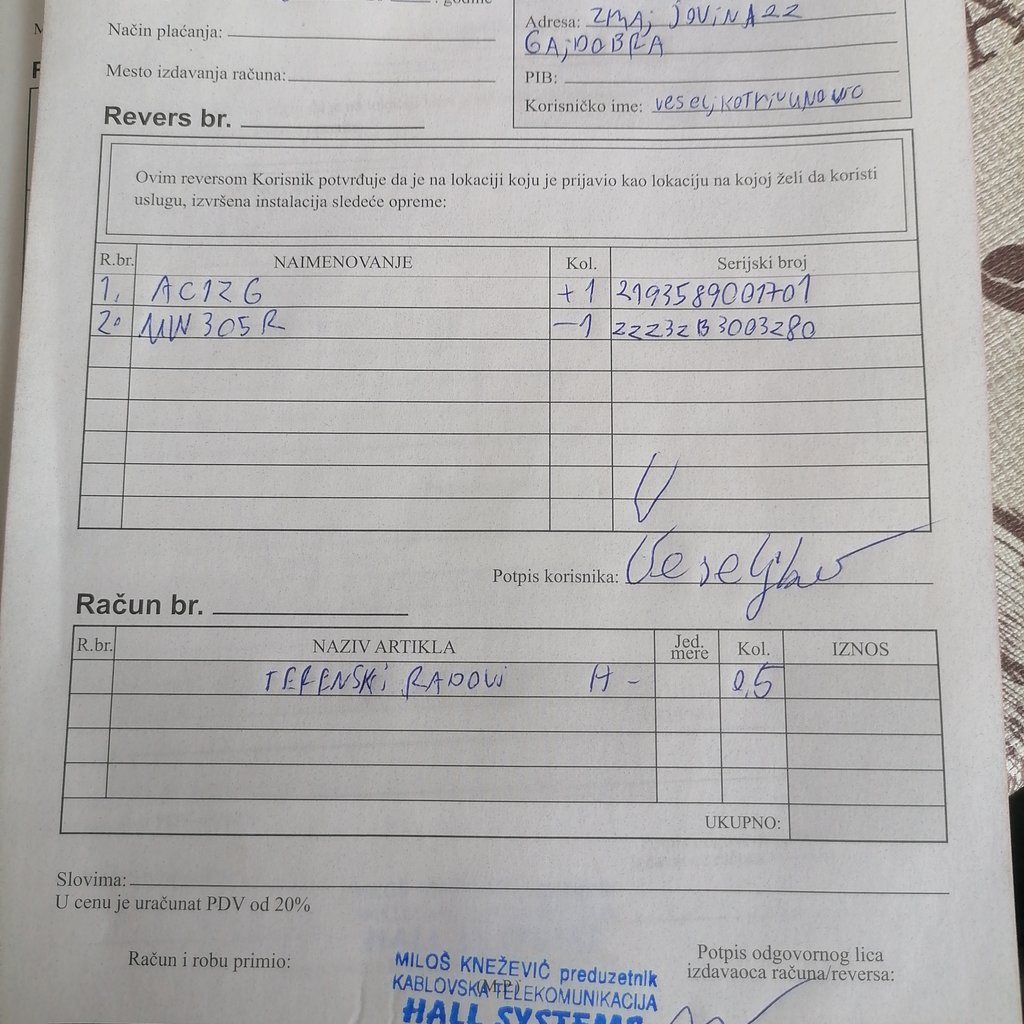 Način plaćanja:
Mesto izdavanja računa:
Adresa: ZMAJ JOVINA 22
GAJDOBRA
PIB:
Korisničko ime: veseljkotrivunovo
Revers br.
Ovim reversom Korisnik potvrđuje da je na lokaciji koju je prijavio kao lokaciju na kojoj želi da koristi
uslugu, izvršena instalacija sledeće opreme:
R.br. NAIMENOVANJE Kol. Serijski broj
1, AC12G +1 2193589001701
2. MW305R -1 22232B3003280
Potpis korisnika: Veseljko
Račun br.
R.br. NAZIV ARTIKLA Jed. mere Kol. IZNOS
TERENSKI RADOVI H - 0,5
UKUPNO:
Slovima:
U cenu je uračunat PDV od 20%
Račun i robu primio:
MILOŠ KNEŽEVIĆ preduzetnik
KABLOVSKA TELEKOMUNIKACIJA
(M.P.)
HALL SYSTEMS
Potpis odgovornog lica
izdavaoca računa/reversa: